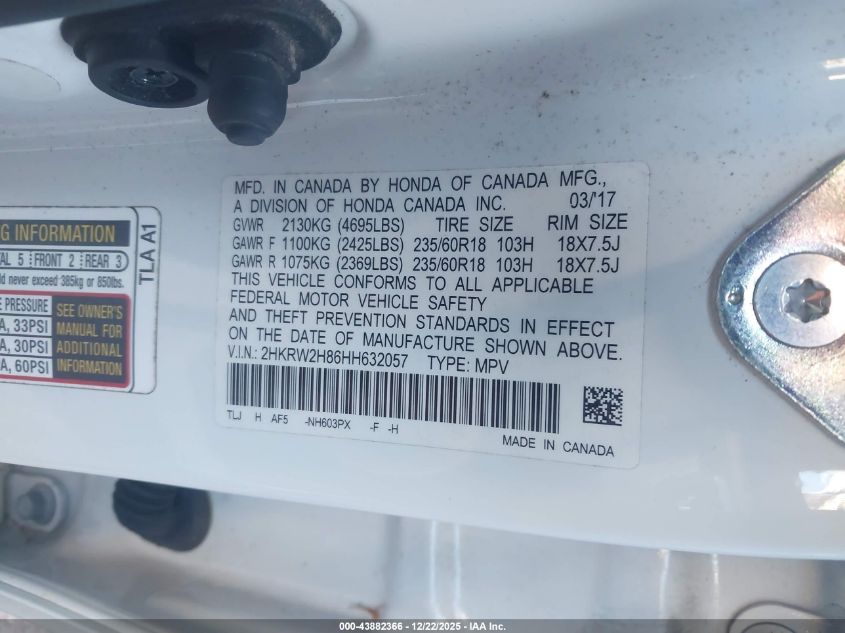 MFD. IN CANADA BY HONDA OF CANADA MFG.,
A DIVISION OF HONDA CANADA INC. 03/'17
GVWR 2130KG (4695LBS) TIRE SIZE RIM SIZE
GAWR F 1100KG (2425LBS) 235/60R18 103H 18X7.5J
GAWR R 1075KG (2369LBS) 235/60R18 103H 18X7.5J
THIS VEHICLE CONFORMS TO ALL APPLICABLE
FEDERAL MOTOR VEHICLE SAFETY
AND THEFT PREVENTION STANDARDS IN EFFECT
ON THE DATE OF MANUFACTURE SHOWN ABOVE.
V.I.N.: 2HKRW2H86HH632057 TYPE: MPV
TLJ H AF5 -NH603PX -F -H
MADE IN CANADA
INFORMATION
5 FRONT 2 REAR 3
never exceed 385kg or 850lbs.
PRESSURE
33PSI
30PSI
60PSI
SEE OWNER'S
MANUAL FOR
ADDITIONAL
INFORMATION
TLA A1
000-43882366 - 12/22/2025 - IAA Inc.